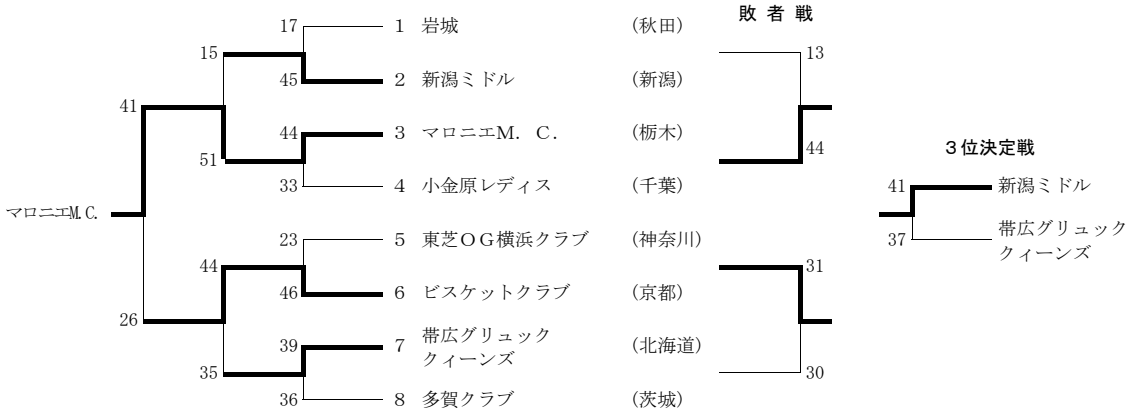 敗 者 戦
17 1 岩城 (秋田)
15 13
45 2 新潟ミドル (新潟)
41
44 3 マロニエM．C． (栃木)
51 44
3位決定戦
33 4 小金原レディス (千葉)
41 新潟ミドル
マロニエM.C.
帯広グリュック
クィーンズ
37
23 5 東芝OG横浜クラブ (神奈川)
44 31
46 6 ビスケットクラブ (京都)
26
39 7 帯広グリュック
クィーンズ (北海道)
35 30
36 8 多賀クラブ (茨城)